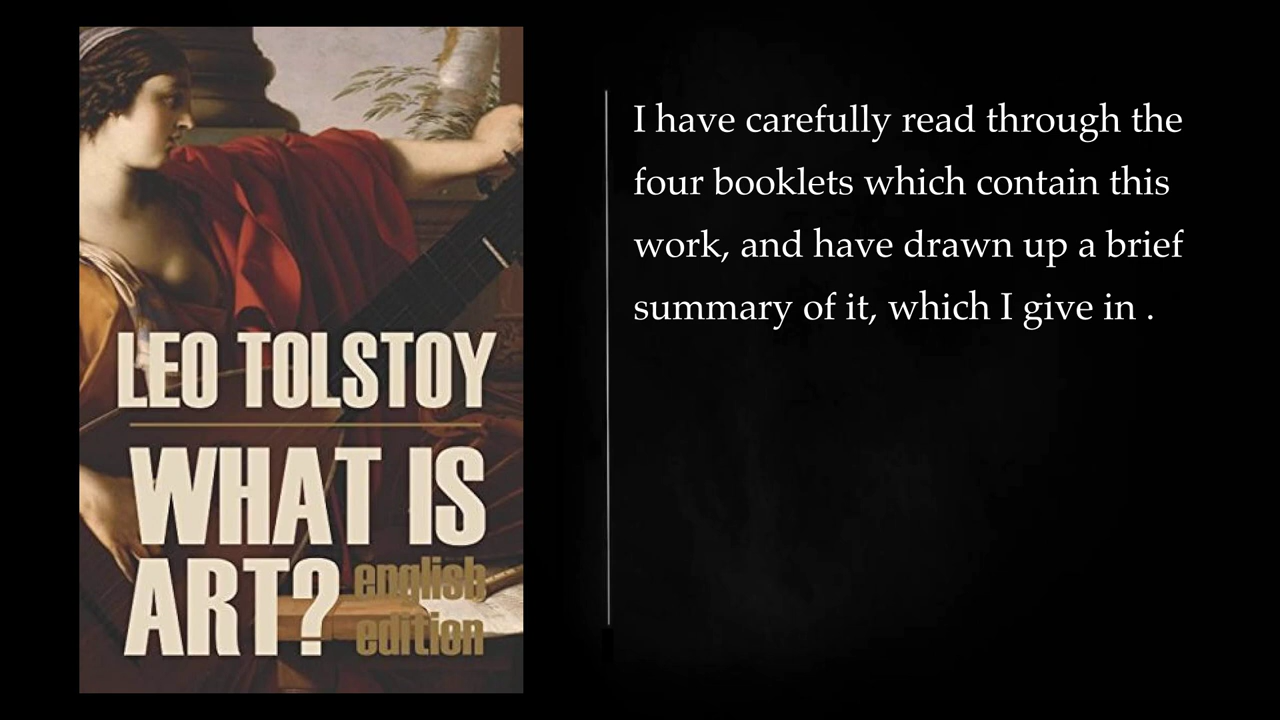 LEO TOLSTOY
WHAT IS
ART?
english
edition
I have carefully read through the
four booklets which contain this
work, and have drawn up a brief
summary of it, which I give in .